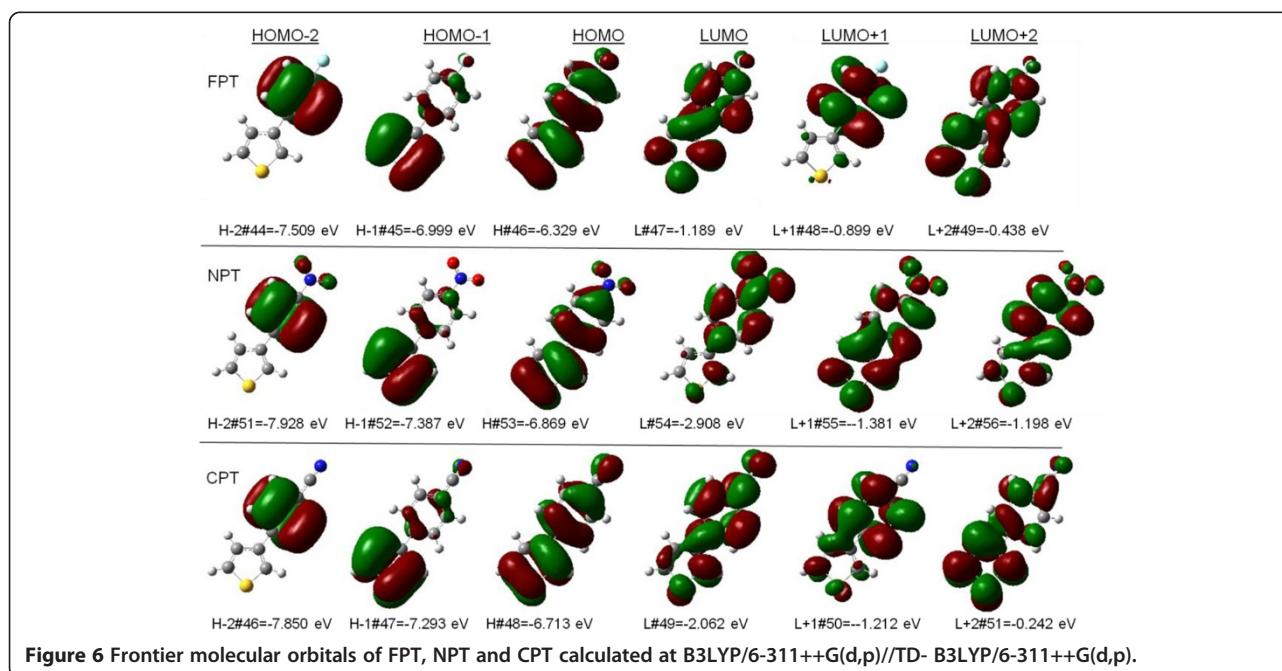 HOMO-2 HOMO-1 HOMO LUMO LUMO+1 LUMO+2
FPT
H-2#44=-7.509 eV H-1#45=-6.999 eV H#46=-6.329 eV L#47=-1.189 eV L+1#48=-0.899 eV L+2#49=-0.438 eV
NPT
H-2#51=-7.928 eV H-1#52=-7.387 eV H#53=-6.869 eV L#54=-2.908 eV L+1#55=--1.381 eV L+2#56=-1.198 eV
CPT
H-2#46=-7.850 eV H-1#47=-7.293 eV H#48=-6.713 eV L#49=-2.062 eV L+1#50=--1.212 eV L+2#51=-0.242 eV
Figure 6 Frontier molecular orbitals of FPT, NPT and CPT calculated at B3LYP/6-311++G(d,p)//TD- B3LYP/6-311++G(d,p).